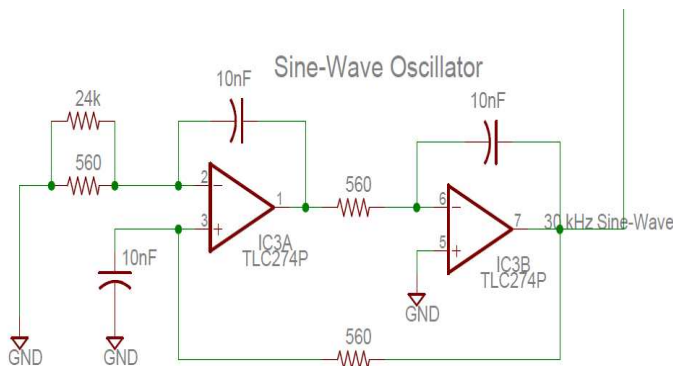 Sine-Wave Oscillator
10nF
10nF
24k
560
2
1
560
6
3
IC3A
TLC274P
7
30 kHz Sine-Wave
5
IC3B
TLC274P
10nF
GND
GND
GND
560